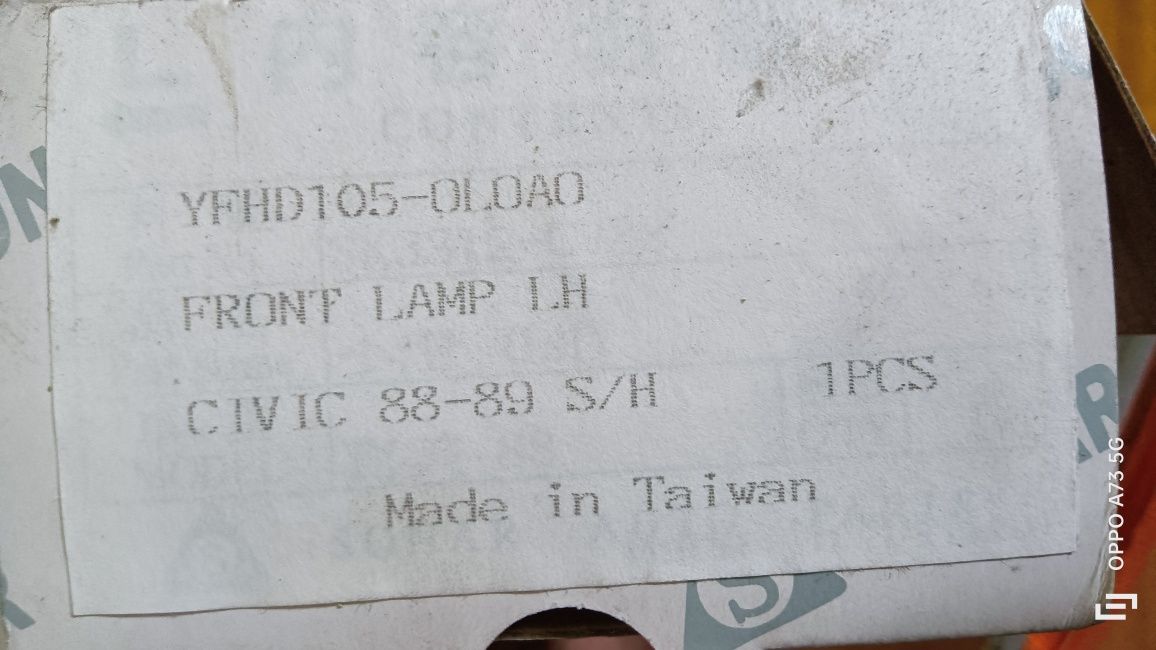 YFHD105-0L0A0
FRONT LAMP LH
CIVIC 88-89 S/H 1PCS
Made in Taiwan
OPPO A73 5G